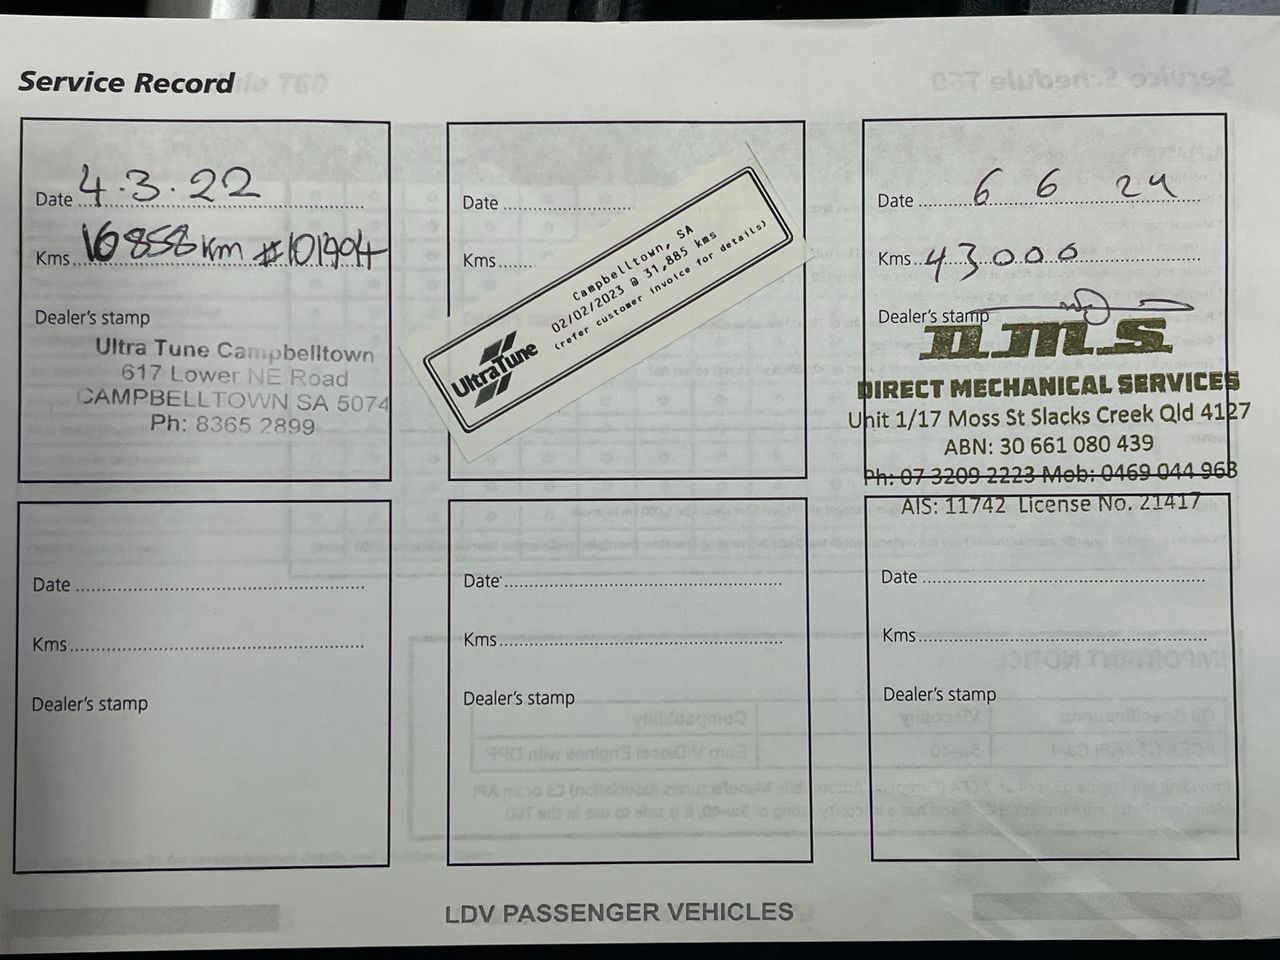 Service Record
Date 4.3.22
Kms 16858km #101994
Dealer's stamp
Ultra Tune Campbelltown
617 Lower NE Road
CAMPBELLTOWN SA 5074
Ph: 8365 2899
Date
Kms
UltraTune
Campbelltown, SA
02/02/2023 @ 31,885 kms
(refer customer invoice for details)
Date 6 6 24
Kms 43000
Dealer's stamp
D.M.S
DIRECT MECHANICAL SERVICES
Unit 1/17 Moss St Slacks Creek Qld 4127
ABN: 30 661 080 439
Ph: 07 3209 2223 Mob: 0469 044 968
AIS: 11742 License No. 21417
Date
Kms
Dealer's stamp
Date
Kms
Dealer's stamp
Date
Kms
Dealer's stamp
LDV PASSENGER VEHICLES